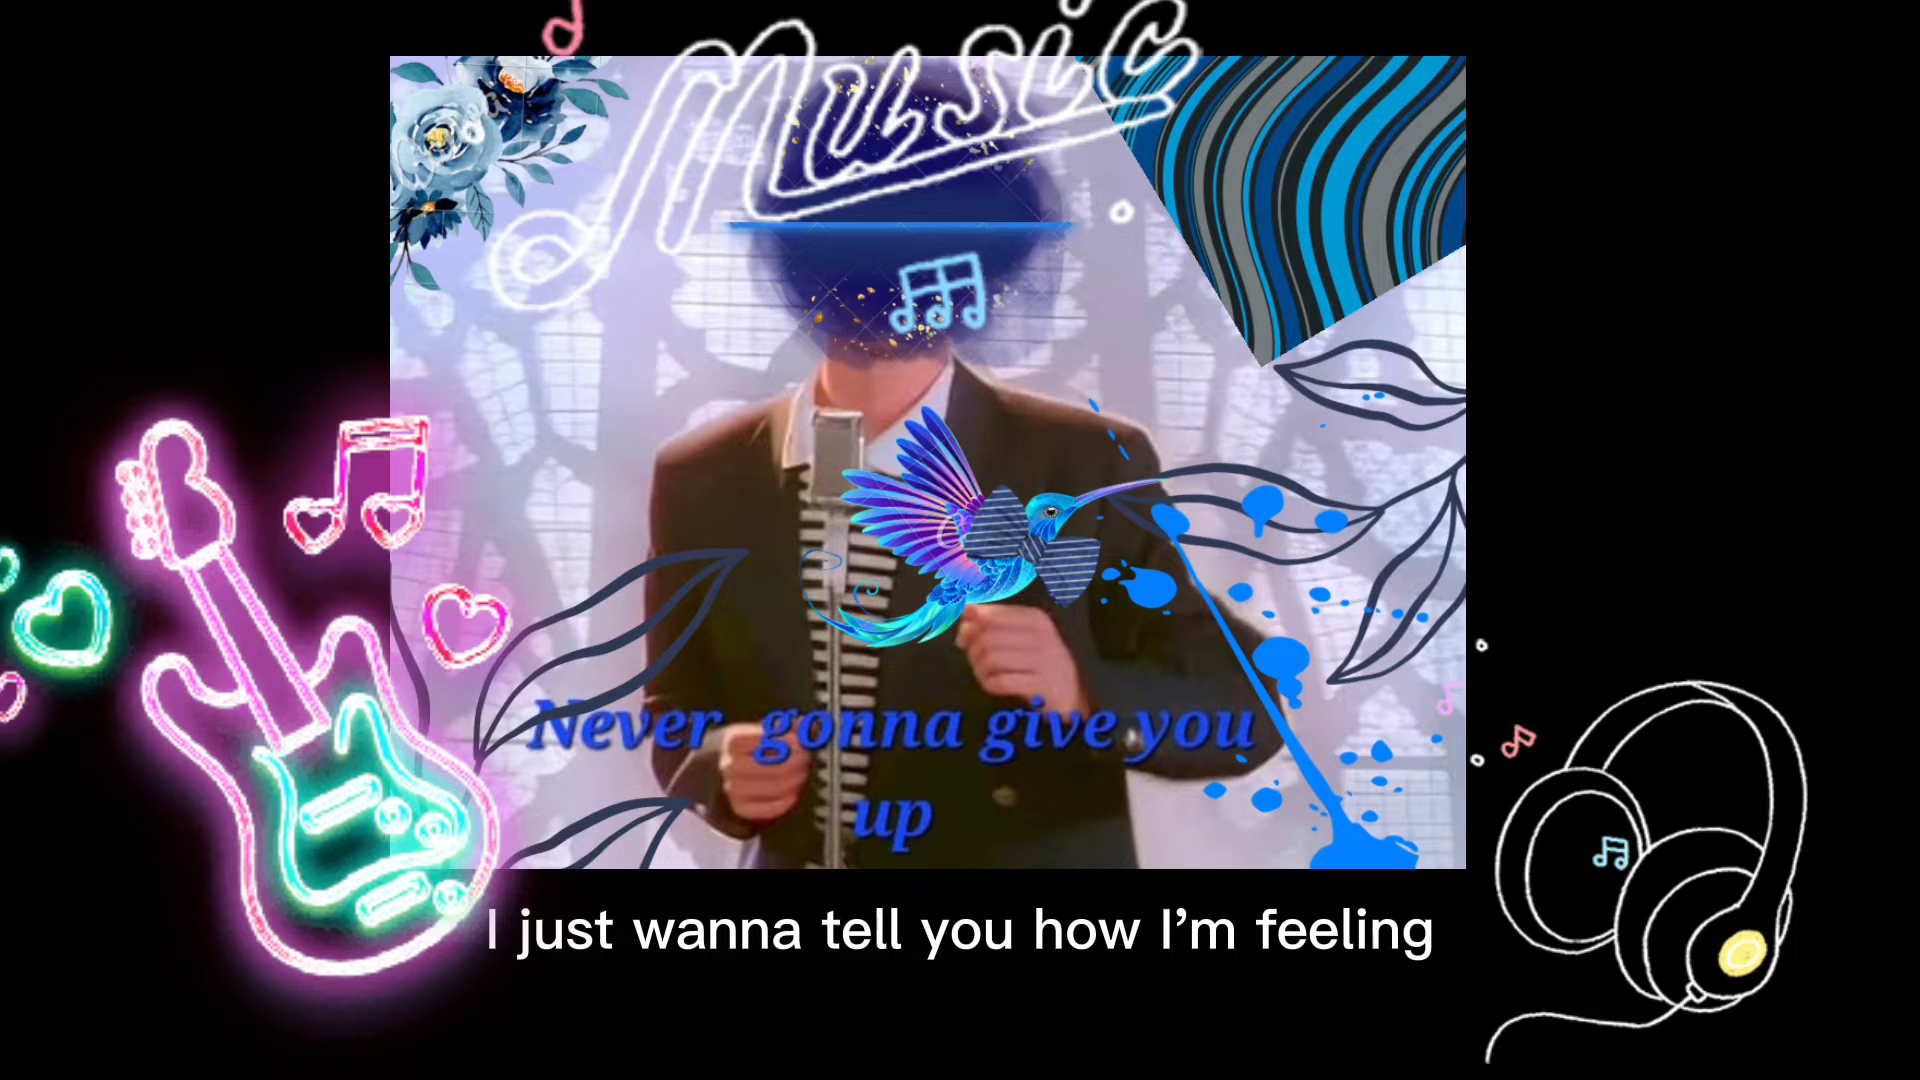 Music
Never gonna give you
up
I just wanna tell you how I’m feeling